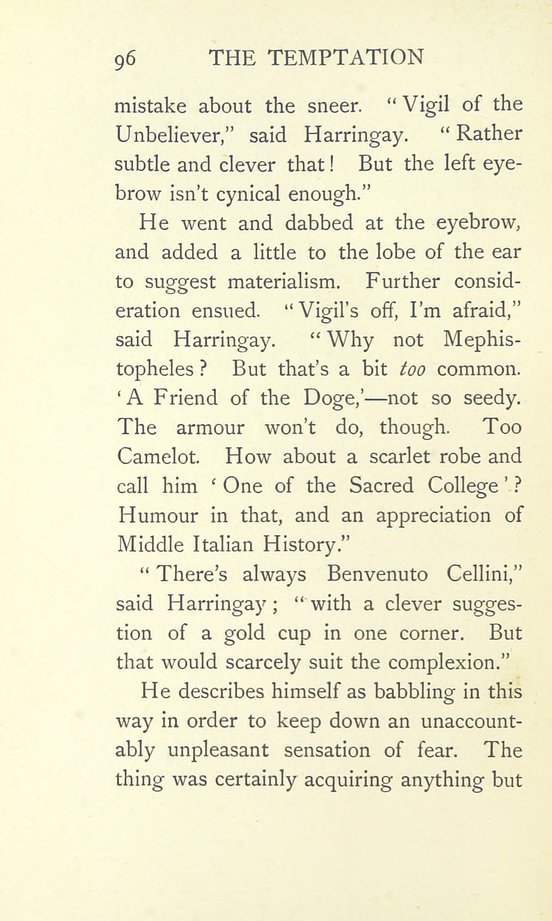 96 THE TEMPTATION
mistake about the sneer. “Vigil of the
Unbeliever,” said Harringay. “Rather
subtle and clever that! But the left eye-
brow isn't cynical enough.”
He went and dabbed at the eyebrow,
and added a little to the lobe of the ear
to suggest materialism. Further consid-
eration ensued. “Vigil's off, I'm afraid,”
said Harringay. “Why not Mephis-
topheles? But that's a bit too common.
‘A Friend of the Doge,’—not so seedy.
The armour won't do, though. Too
Camelot. How about a scarlet robe and
call him ‘One of the Sacred College’?
Humour in that, and an appreciation of
Middle Italian History.”
“There's always Benvenuto Cellini,”
said Harringay; “with a clever sugges-
tion of a gold cup in one corner. But
that would scarcely suit the complexion.”
He describes himself as babbling in this
way in order to keep down an unaccount-
ably unpleasant sensation of fear. The
thing was certainly acquiring anything but